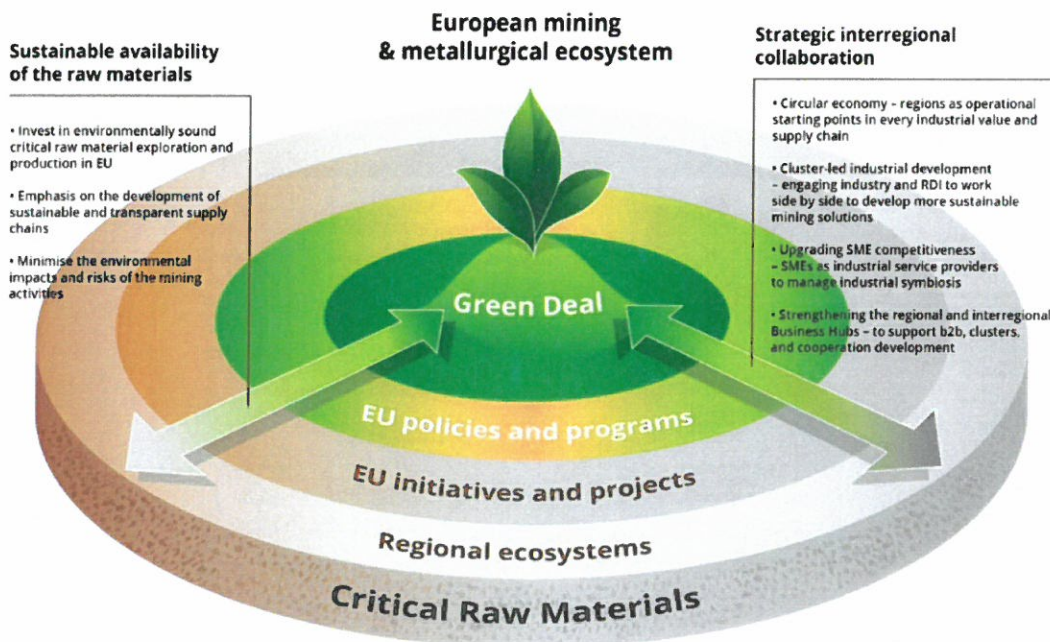 European mining
& metallurgical ecosystem
Sustainable availability
of the raw materials
• Invest in environmentally sound
critical raw material exploration and
production in EU
• Emphasis on the development of
sustainable and transparent supply
chains
• Minimise the environmental
impacts and risks of the mining
activities
Strategic interregional
collaboration
• Circular economy – regions as operational
starting points in every industrial value and
supply chain
• Cluster-led industrial development
– engaging industry and RDI to work
side by side to develop more sustainable
mining solutions
• Upgrading SME competitiveness
– SMEs as industrial service providers
to manage industrial symbiosis
• Strengthening the regional and interregional
Business Hubs – to support b2b, clusters,
and cooperation development
Green Deal
EU policies and programs
EU initiatives and projects
Regional ecosystems
Critical Raw Materials